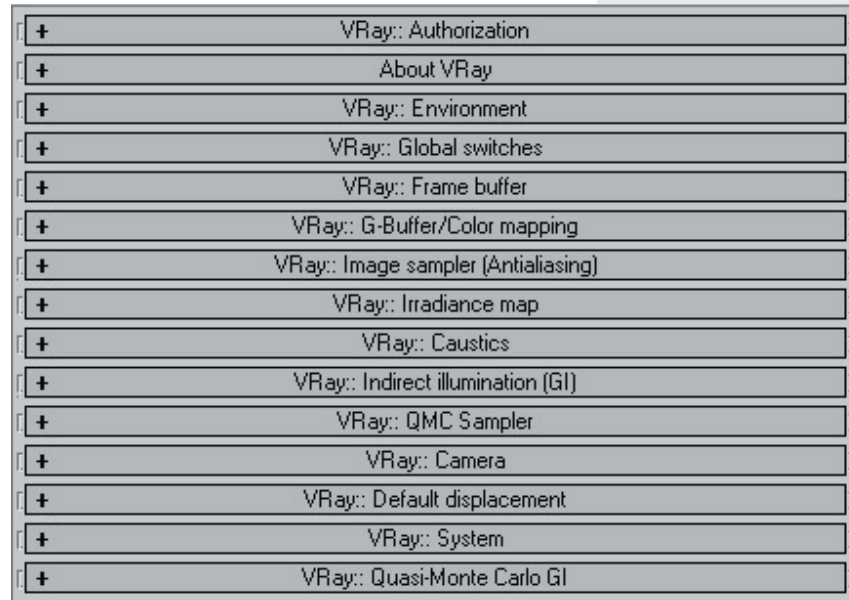 + VRay:: Authorization
+ About VRay
+ VRay:: Environment
+ VRay:: Global switches
+ VRay:: Frame buffer
+ VRay:: G-Buffer/Color mapping
+ VRay:: Image sampler (Antialiasing)
+ VRay:: Irradiance map
+ VRay:: Caustics
+ VRay:: Indirect illumination (GI)
+ VRay:: QMC Sampler
+ VRay:: Camera
+ VRay:: Default displacement
+ VRay:: System
+ VRay:: Quasi-Monte Carlo GI